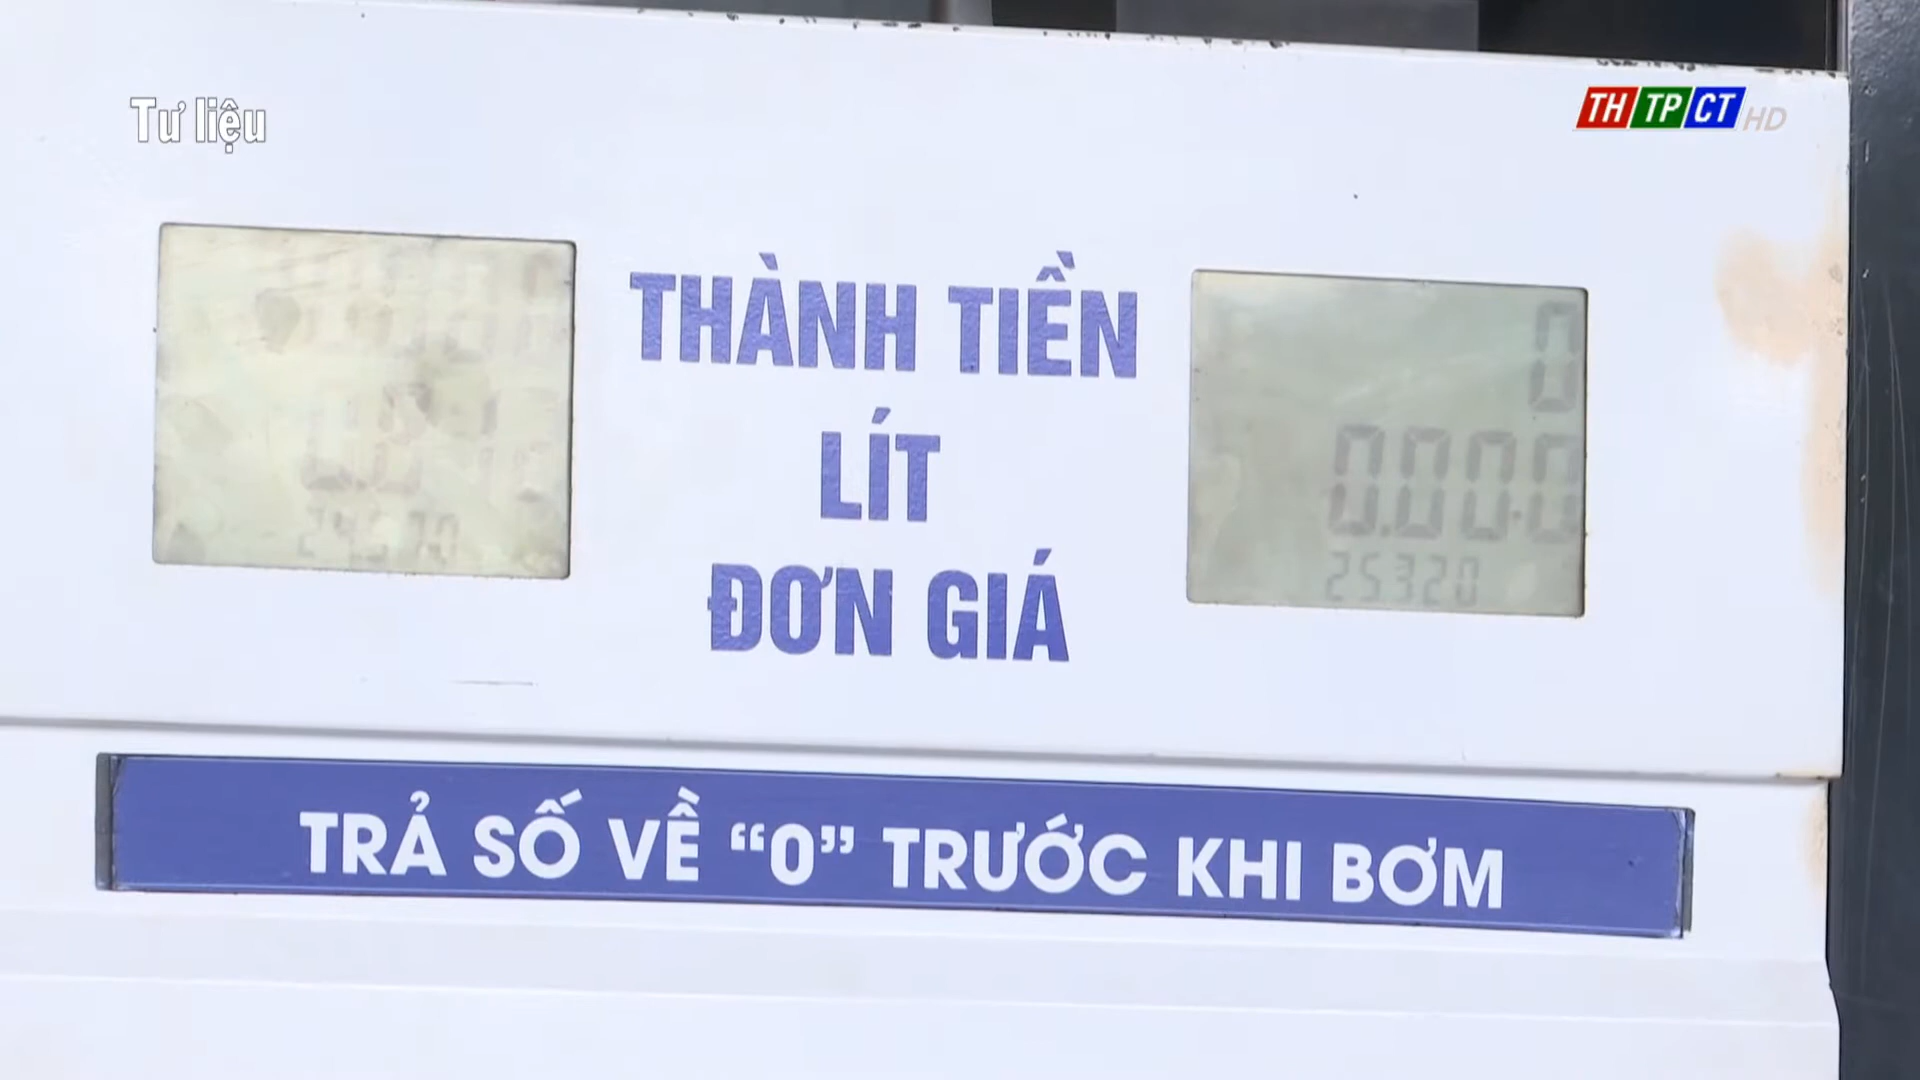 Tư liệu
THTPCT HD
THÀNH TIỀN
0
LÍT
0.000
ĐƠN GIÁ
25320
TRẢ SỐ VỀ “0” TRƯỚC KHI BƠM